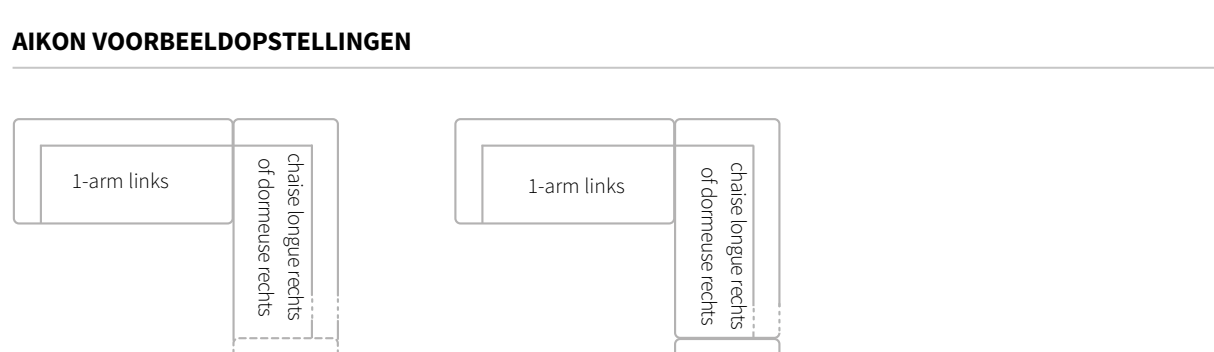 AIKON VOORBEELDOPSTELLINGEN
1-arm links
chaise longue rechts
of dormeuse rechts
1-arm links
chaise longue rechts
of dormeuse rechts